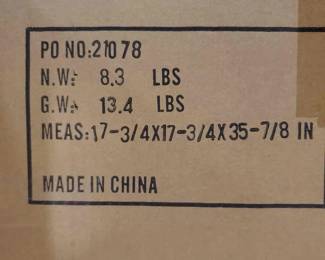 PO NO:21078
N.W: 8.3 LBS
G.W: 13.4 LBS
MEAS:17-3/4X17-3/4X35-7/8 IN
MADE IN CHINA